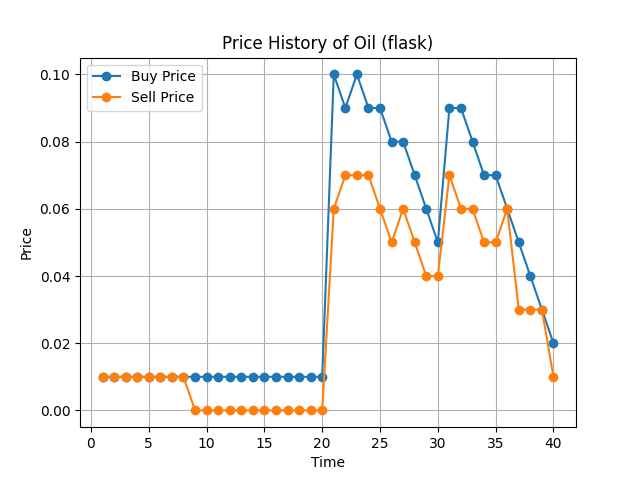 Price History of Oil (flask)
Buy Price
Sell Price
Price
0.10
0.08
0.06
0.04
0.02
0.00
0 5 10 15 20 25 30 35 40
Time